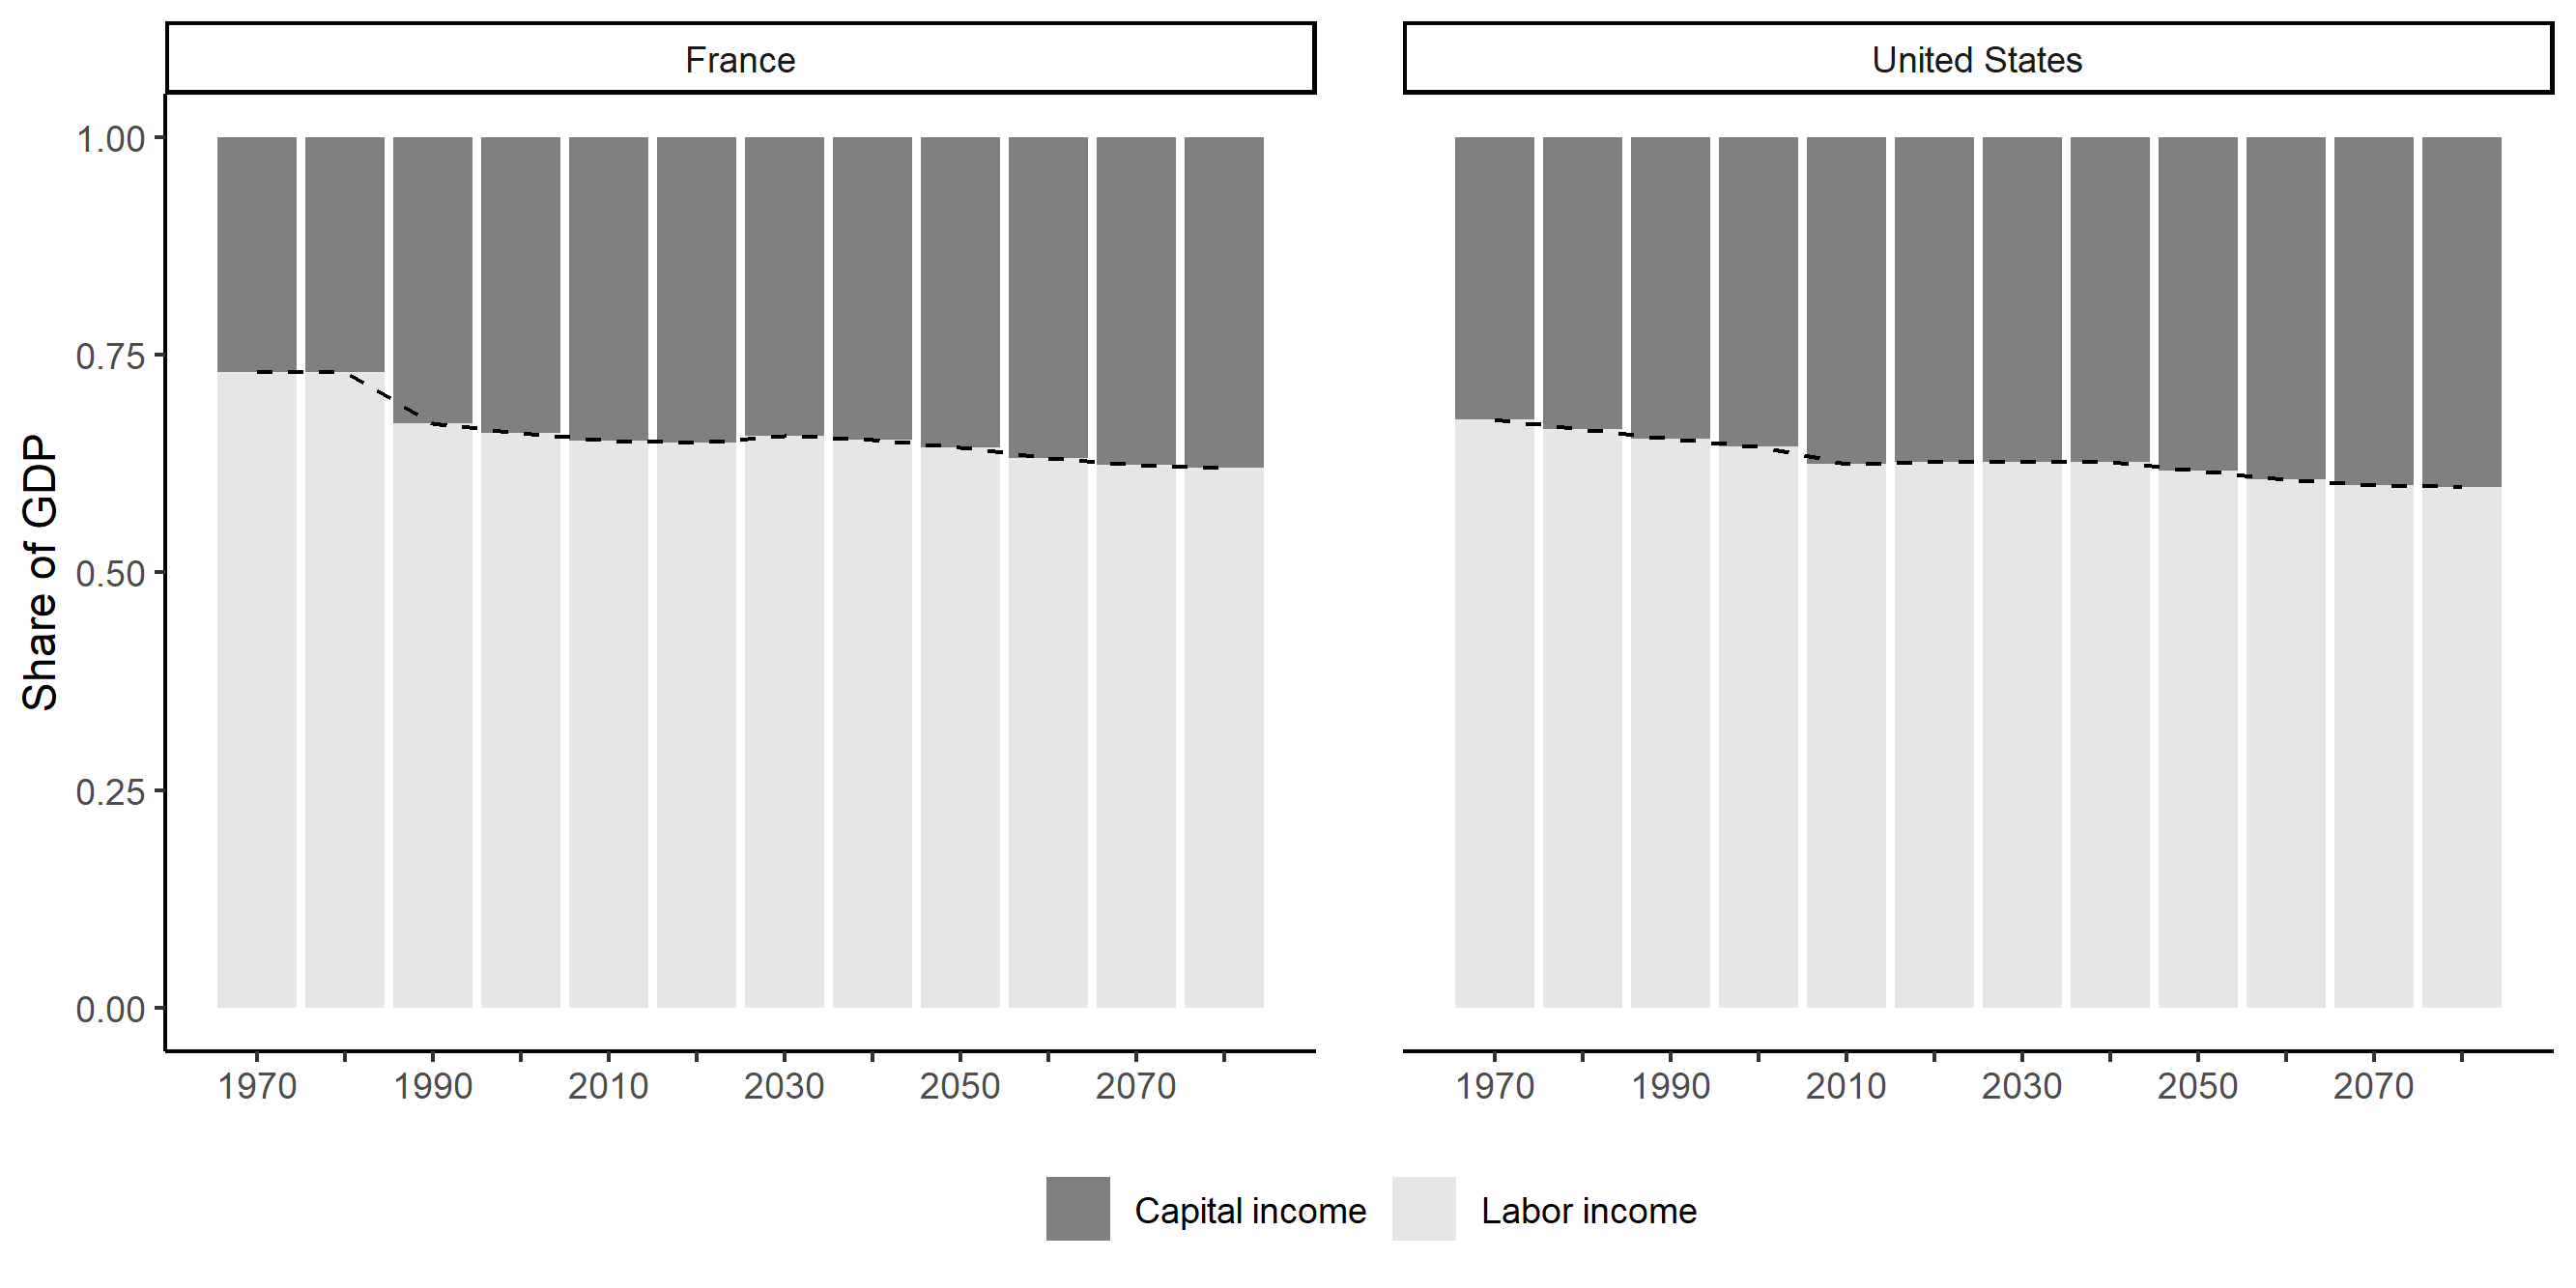 France
United States
Share of GDP
1.00
0.75
0.50
0.25
0.00
1970 1990 2010 2030 2050 2070
1970 1990 2010 2030 2050 2070
Capital income
Labor income